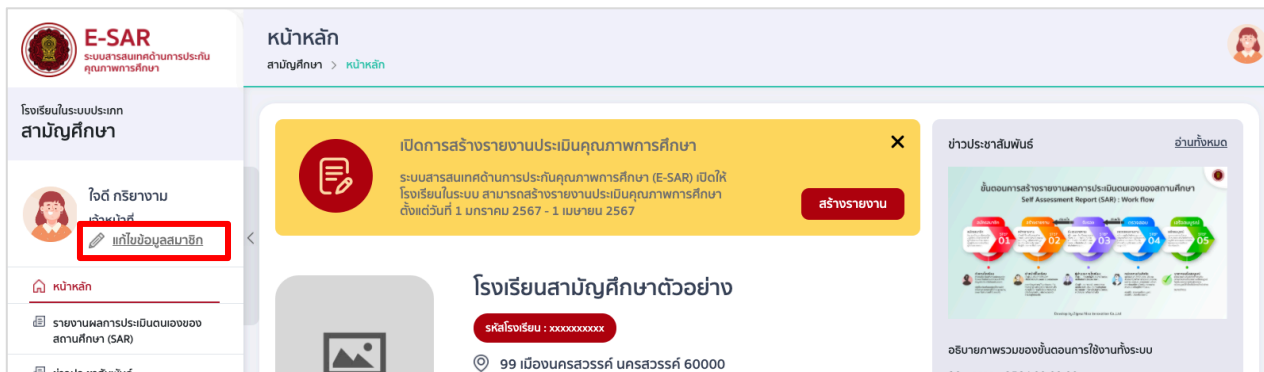 E-SAR
ระบบสารสนเทศด้านการประกัน
คุณภาพการศึกษา
หน้าหลัก
สามัญศึกษา > หน้าหลัก
โรงเรียนในระบบประเภท
สามัญศึกษา
ใจดี กริยางาม
เจ้าหน้าที่
แก้ไขข้อมูลสมาชิก
หน้าหลัก
รายงานผลการประเมินตนเองของ
สถานศึกษา (SAR)
เปิดการสร้างรายงานประเมินคุณภาพการศึกษา
ระบบสารสนเทศด้านการประกันคุณภาพการศึกษา (E-SAR) เปิดให้
โรงเรียนในระบบ สามารถสร้างรายงานประเมินคุณภาพการศึกษา
ตั้งแต่วันที่ 1 มกราคม 2567 - 1 เมษายน 2567
สร้างรายงาน
โรงเรียนสามัญศึกษาตัวอย่าง
รหัสโรงเรียน : xxxxxxxxxx
99 เมืองนครสวรรค์ นครสวรรค์ 60000
ข่าวประชาสัมพันธ์
อ่านทั้งหมด
ขั้นตอนการสร้างรายงานผลการประเมินตนเองของสถานศึกษา
Self Assessment Report (SAR) : Work flow
01 02 03 04 05
อธิบายภาพรวมของขั้นตอนการใช้งานทั้งระบบ